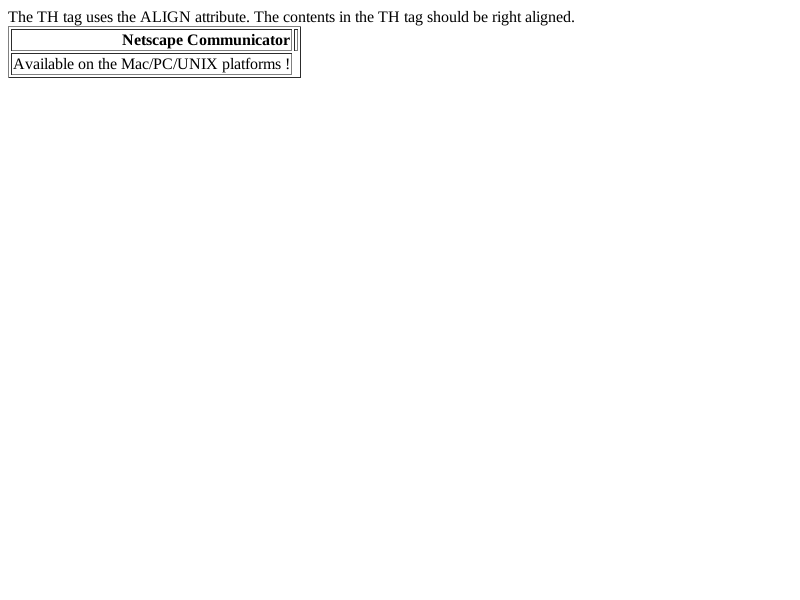 The TH tag uses the ALIGN attribute. The contents in the TH tag should be right aligned.
Netscape Communicator
Available on the Mac/PC/UNIX platforms !